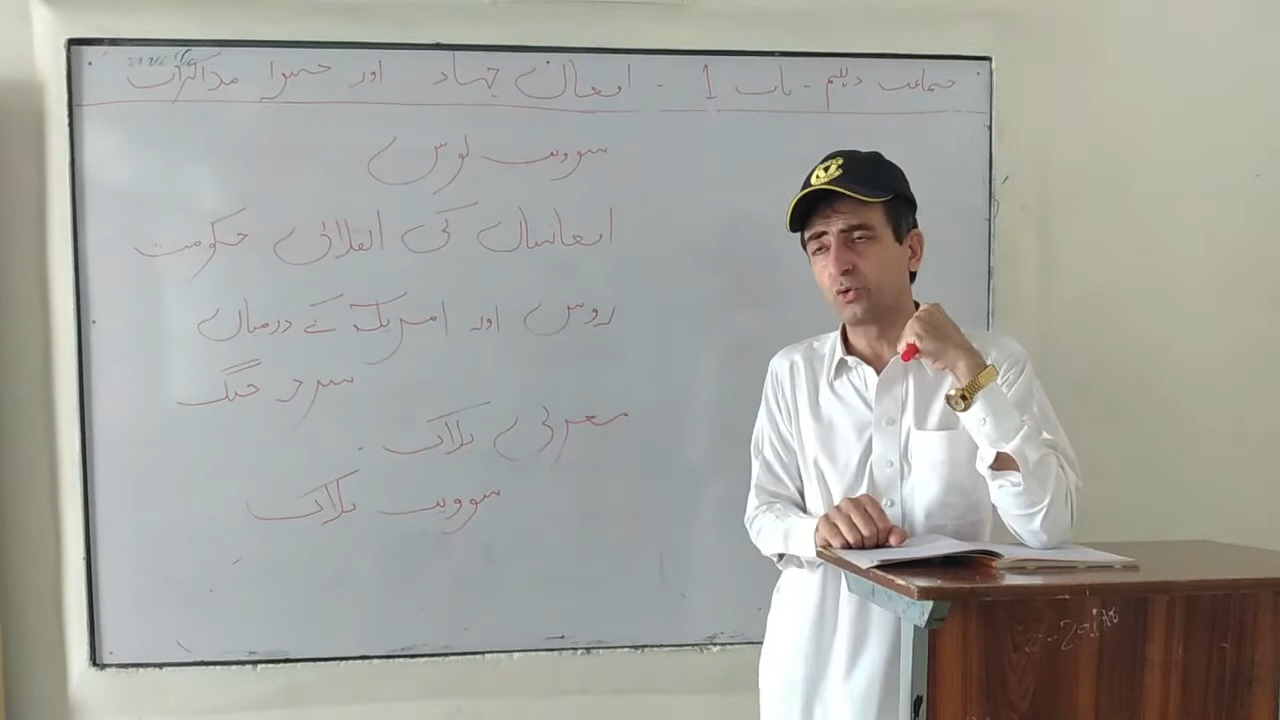 جماعت دہم - باب 1 - افغان جہاد اور جنیوا مذاکرات
سوویت یونین
افغانستان کی انقلابی حکومت
روس اور امریکہ کے درمیان
سرد جنگ
مغربی بلاک -
سوویت بلاک